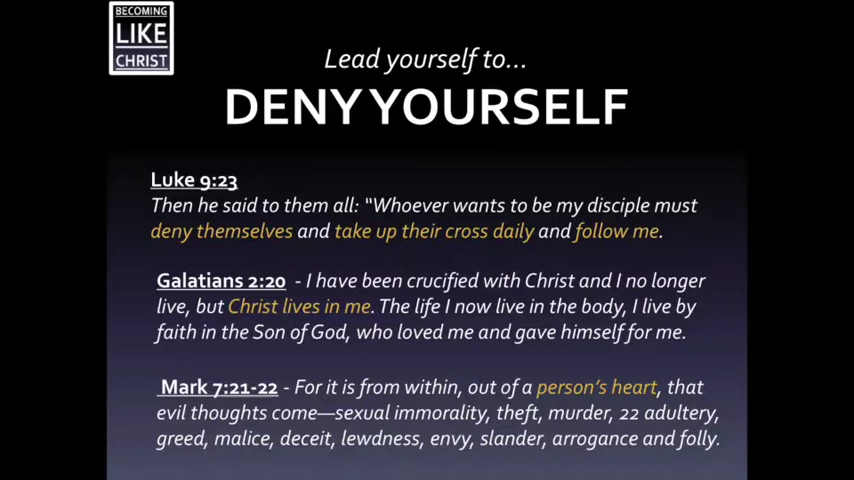 BECOMING
LIKE
CHRIST
Lead yourself to...
DENY YOURSELF
Luke 9:23
Then he said to them all: “Whoever wants to be my disciple must
deny themselves and take up their cross daily and follow me.
Galatians 2:20 - I have been crucified with Christ and I no longer
live, but Christ lives in me. The life I now live in the body, I live by
faith in the Son of God, who loved me and gave himself for me.
Mark 7:21-22 - For it is from within, out of a person’s heart, that
evil thoughts come—sexual immorality, theft, murder, 22 adultery,
greed, malice, deceit, lewdness, envy, slander, arrogance and folly.